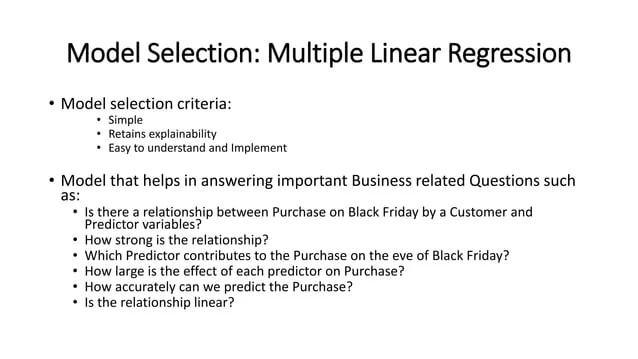 Model Selection: Multiple Linear Regression
• Model selection criteria:
• Simple
• Retains explainability
• Easy to understand and Implement
• Model that helps in answering important Business related Questions such
as:
• Is there a relationship between Purchase on Black Friday by a Customer and
Predictor variables?
• How strong is the relationship?
• Which Predictor contributes to the Purchase on the eve of Black Friday?
• How large is the effect of each predictor on Purchase?
• How accurately can we predict the Purchase?
• Is the relationship linear?